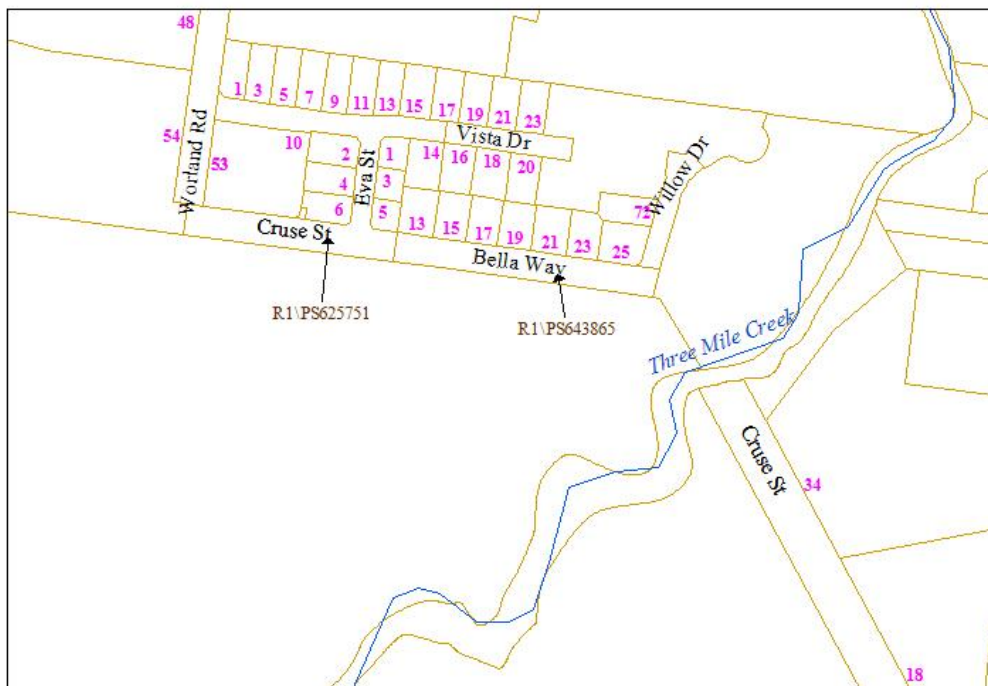 48
1 3 5 7 9 11 13 15 17 19 21 23
Vista Dr
54
Worland Rd
53
10
2
4
6
Eva St
1
3
5
14 16 18 20
13 15 17 19 21 23 25
72
Willow Dr
Cruse St
Bella Way
R1\PS625751
R1\PS643865
Three Mile Creek
Cruse St
34
18